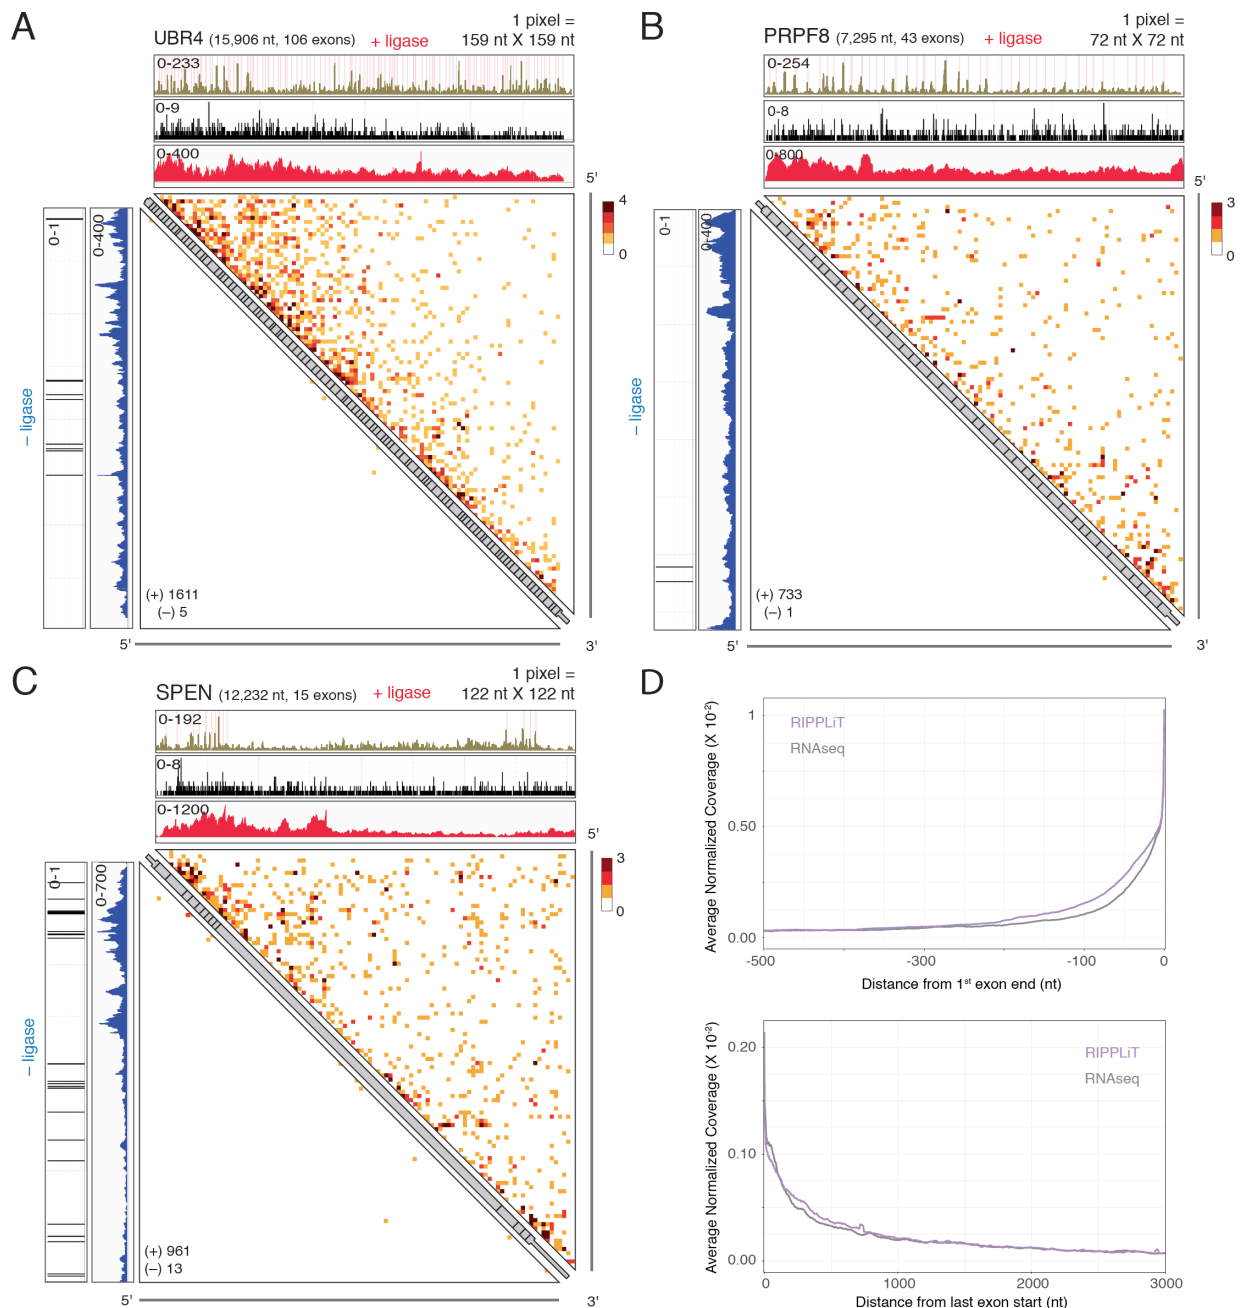 A
UBR4 (15,906 nt, 106 exons) + ligase
1 pixel =
159 nt X 159 nt
0-233
0-9
0-400
5'
0-1
0-400
4
0
– ligase
(+) 1611
(–) 5
5'
3'
B
PRPF8 (7,295 nt, 43 exons) + ligase
1 pixel =
72 nt X 72 nt
0-254
0-8
0-800
5'
0-1
0-400
3
0
– ligase
(+) 733
(–) 1
5'
3'
C
SPEN (12,232 nt, 15 exons) + ligase
1 pixel =
122 nt X 122 nt
0-192
0-8
0-1200
5'
0-1
0-700
3
0
– ligase
(+) 961
(–) 13
5'
3'
D
Average Normalized Coverage (X 10⁻²)
1
0.50
0.00
RIPPLiT
RNAseq
-500
-300
-100
0
Distance from 1ˢᵗ exon end (nt)
Average Normalized Coverage (X 10⁻²)
0.20
0.10
0.00
RIPPLiT
RNAseq
0
1000
2000
3000
Distance from last exon start (nt)